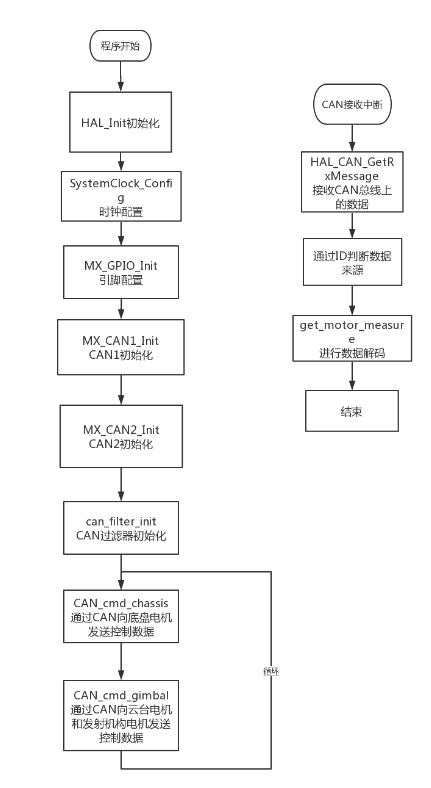 程序开始
HAL_Init初始化
SystemClock_Confi
g
时钟配置
MX_GPIO_Init
引脚配置
MX_CAN1_Init
CAN1初始化
MX_CAN2_Init
CAN2初始化
can_filter_init
CAN过滤器初始化
CAN_cmd_chassis
通过CAN向底盘电机
发送控制数据
循环
CAN_cmd_gimbal
通过CAN向云台电机
和发射机构电机发送
控制数据
CAN接收中断
HAL_CAN_GetR
xMessage
接收CAN总线上
的数据
通过ID判断数据
来源
get_motor_measur
e
进行数据解码
结束